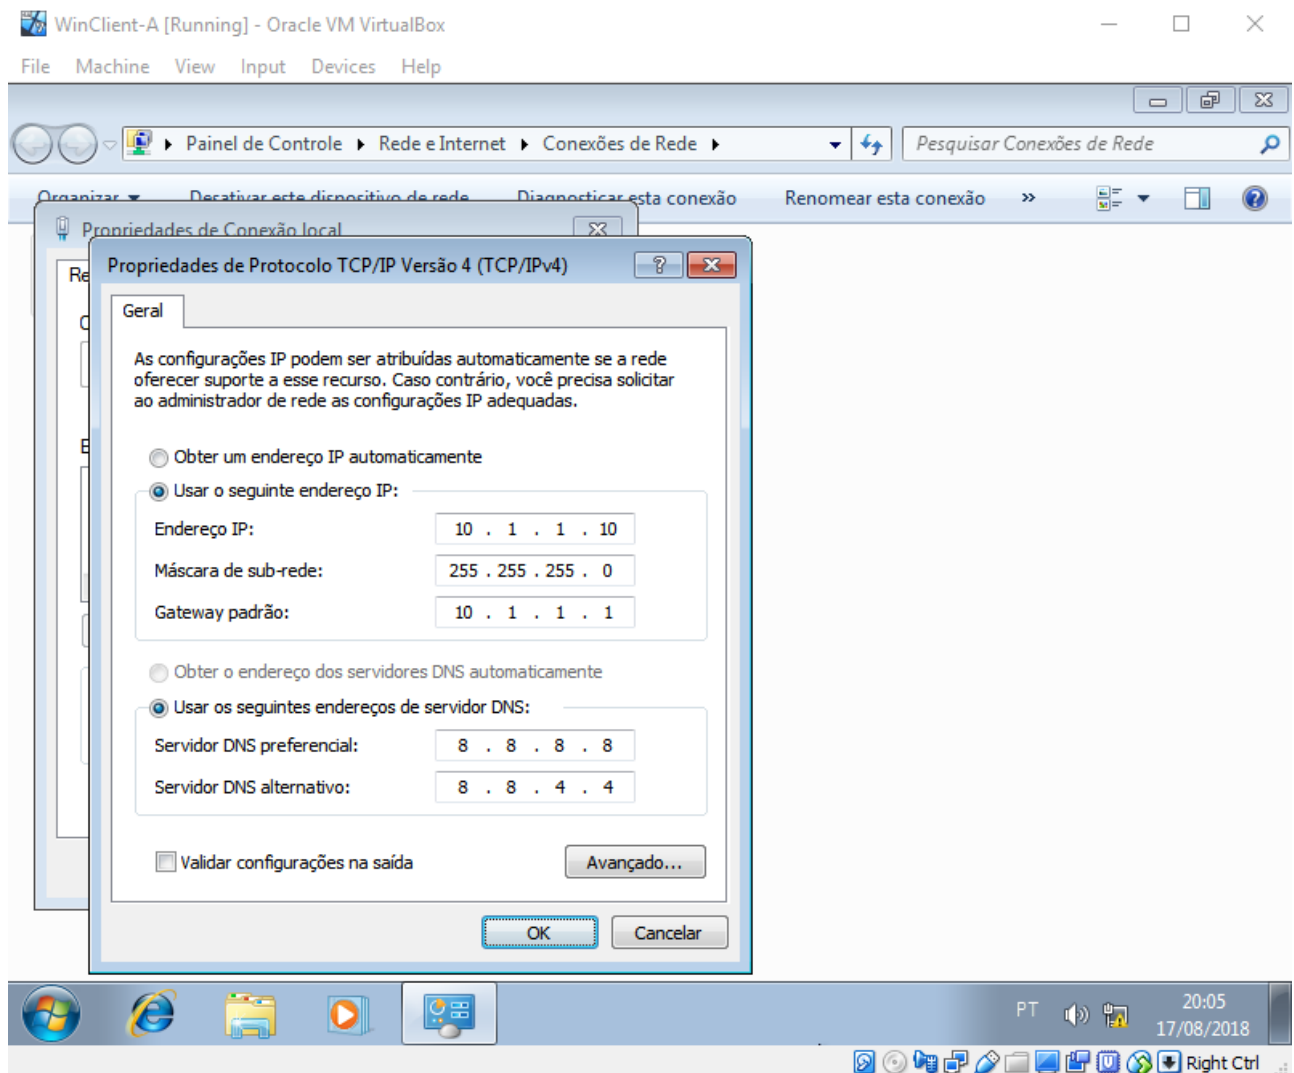 WinClient-A [Running] - Oracle VM VirtualBox
File Machine View Input Devices Help
Painel de Controle Rede e Internet Conexões de Rede
Pesquisar Conexões de Rede
Organizar Desativar este dispositivo de rede Diagnosticar esta conexão Renomear esta conexão »
Propriedades de Conexão local
Propriedades de Protocolo TCP/IP Versão 4 (TCP/IPv4)
Re
Geral
As configurações IP podem ser atribuídas automaticamente se a rede
oferecer suporte a esse recurso. Caso contrário, você precisa solicitar
ao administrador de rede as configurações IP adequadas.
Obter um endereço IP automaticamente
Usar o seguinte endereço IP:
Endereço IP: 10 . 1 . 1 . 10
Máscara de sub-rede: 255 . 255 . 255 . 0
Gateway padrão: 10 . 1 . 1 . 1
Obter o endereço dos servidores DNS automaticamente
Usar os seguintes endereços de servidor DNS:
Servidor DNS preferencial: 8 . 8 . 8 . 8
Servidor DNS alternativo: 8 . 8 . 4 . 4
Validar configurações na saída
Avançado...
OK Cancelar
PT 20:05
17/08/2018
Right Ctrl